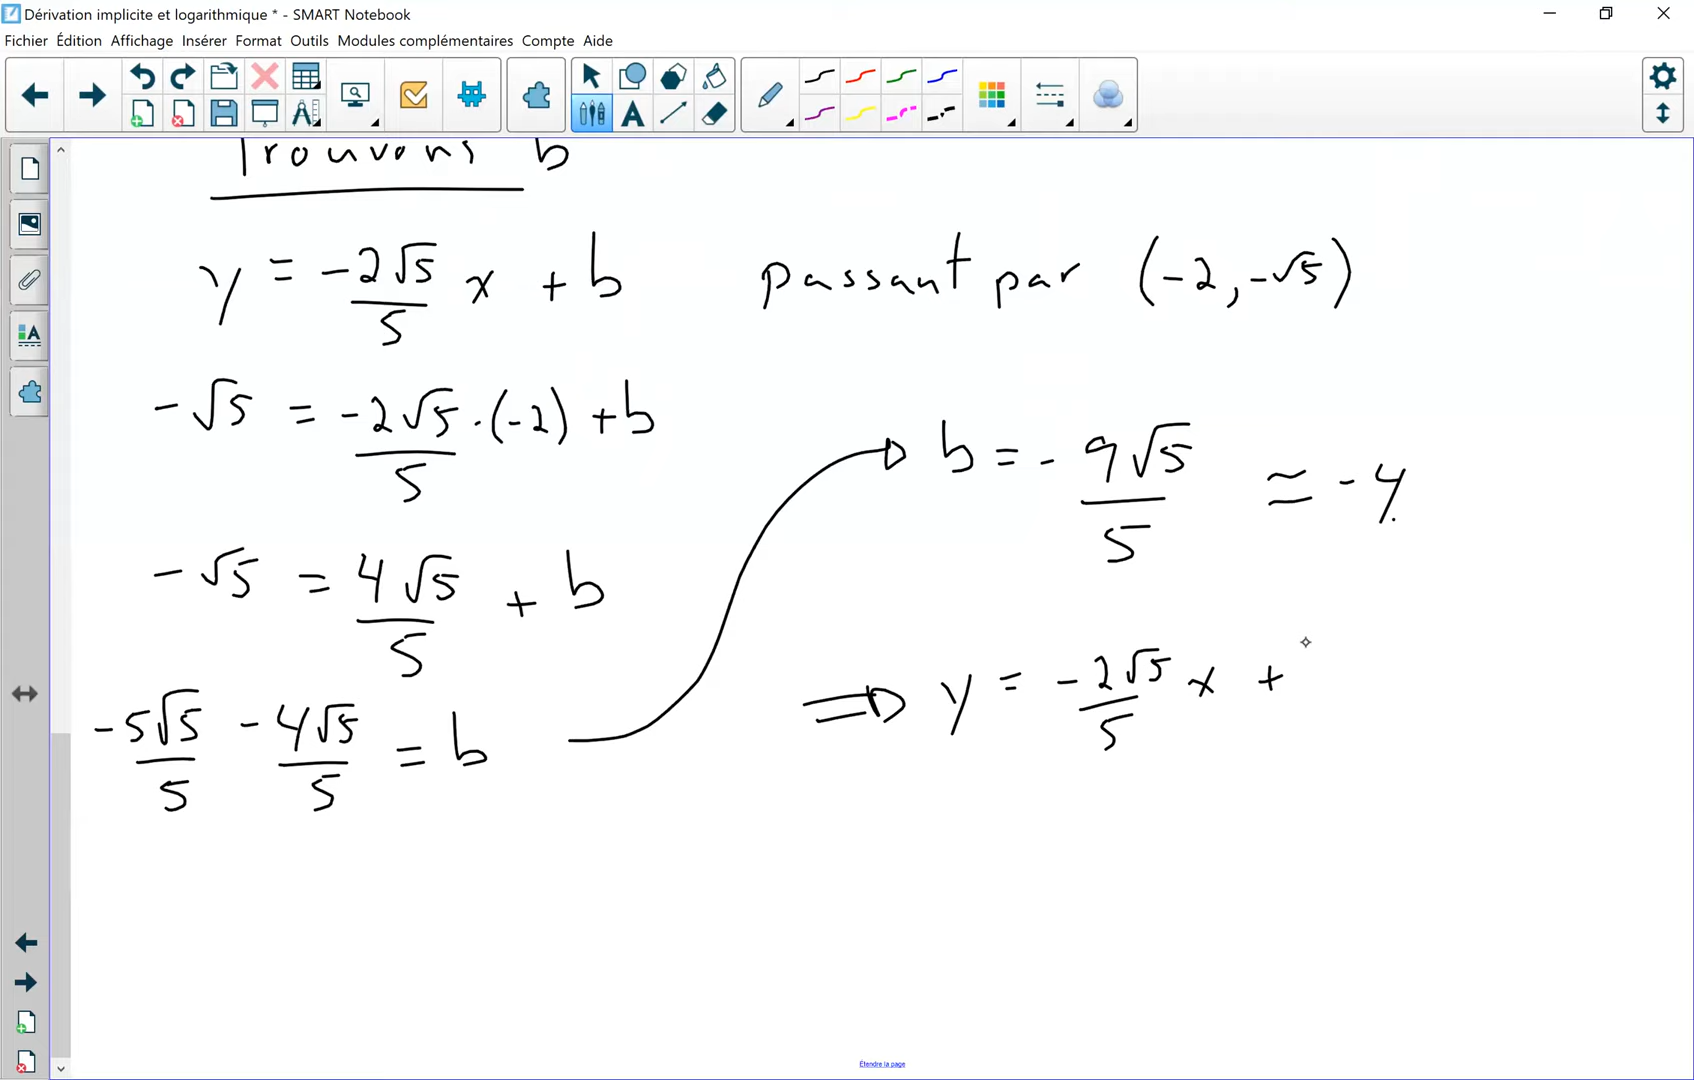 Dérivation implicite et logarithmique * - SMART Notebook
Fichier Édition Affichage Insérer Format Outils Modules complémentaires Compte Aide
Trouvons b
y = -2√5/5 x + b passant par (-2, -√5)
-√5 = -2√5/5 · (-2) + b
b = - 9√5/5 ≃ -4.
-√5 = 4√5/5 + b
⇒ y = -2√5/5 x +
-5√5/5 - 4√5/5 = b
Étendre la page